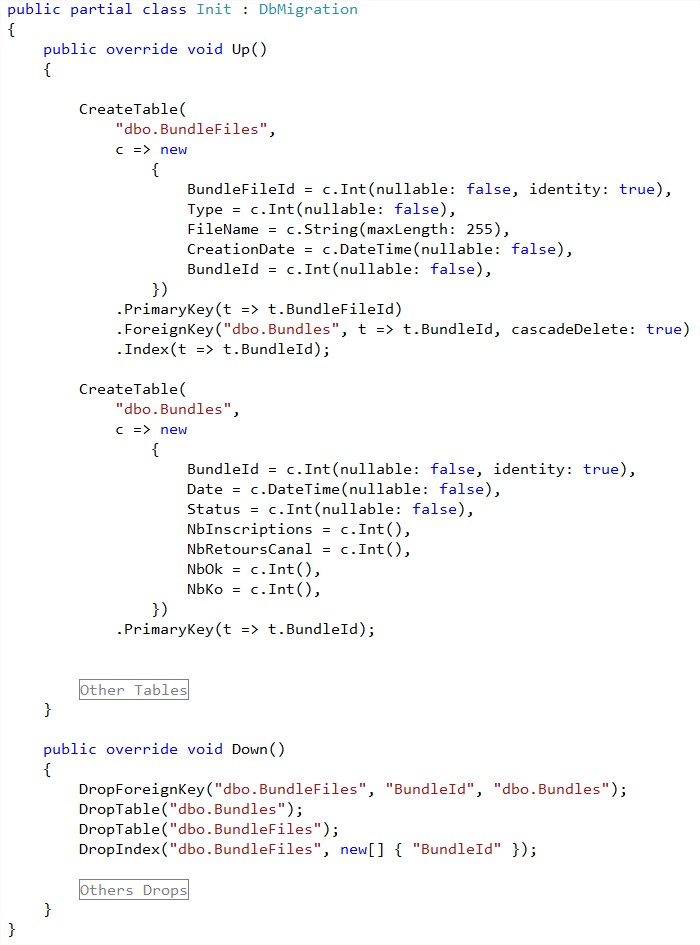 public partial class Init : DbMigration
{
    public override void Up()
    {

        CreateTable(
            "dbo.BundleFiles",
            c => new
                {
                    BundleFileId = c.Int(nullable: false, identity: true),
                    Type = c.Int(nullable: false),
                    FileName = c.String(maxLength: 255),
                    CreationDate = c.DateTime(nullable: false),
                    BundleId = c.Int(nullable: false),
                })
            .PrimaryKey(t => t.BundleFileId)
            .ForeignKey("dbo.Bundles", t => t.BundleId, cascadeDelete: true)
            .Index(t => t.BundleId);

        CreateTable(
            "dbo.Bundles",
            c => new
                {
                    BundleId = c.Int(nullable: false, identity: true),
                    Date = c.DateTime(nullable: false),
                    Status = c.Int(nullable: false),
                    NbInscriptions = c.Int(),
                    NbRetoursCanal = c.Int(),
                    NbOk = c.Int(),
                    NbKo = c.Int(),
                })
            .PrimaryKey(t => t.BundleId);


        Other Tables
    }

    public override void Down()
    {
        DropForeignKey("dbo.BundleFiles", "BundleId", "dbo.Bundles");
        DropTable("dbo.Bundles");
        DropTable("dbo.BundleFiles");
        DropIndex("dbo.BundleFiles", new[] { "BundleId" });

        Others Drops
    }
}